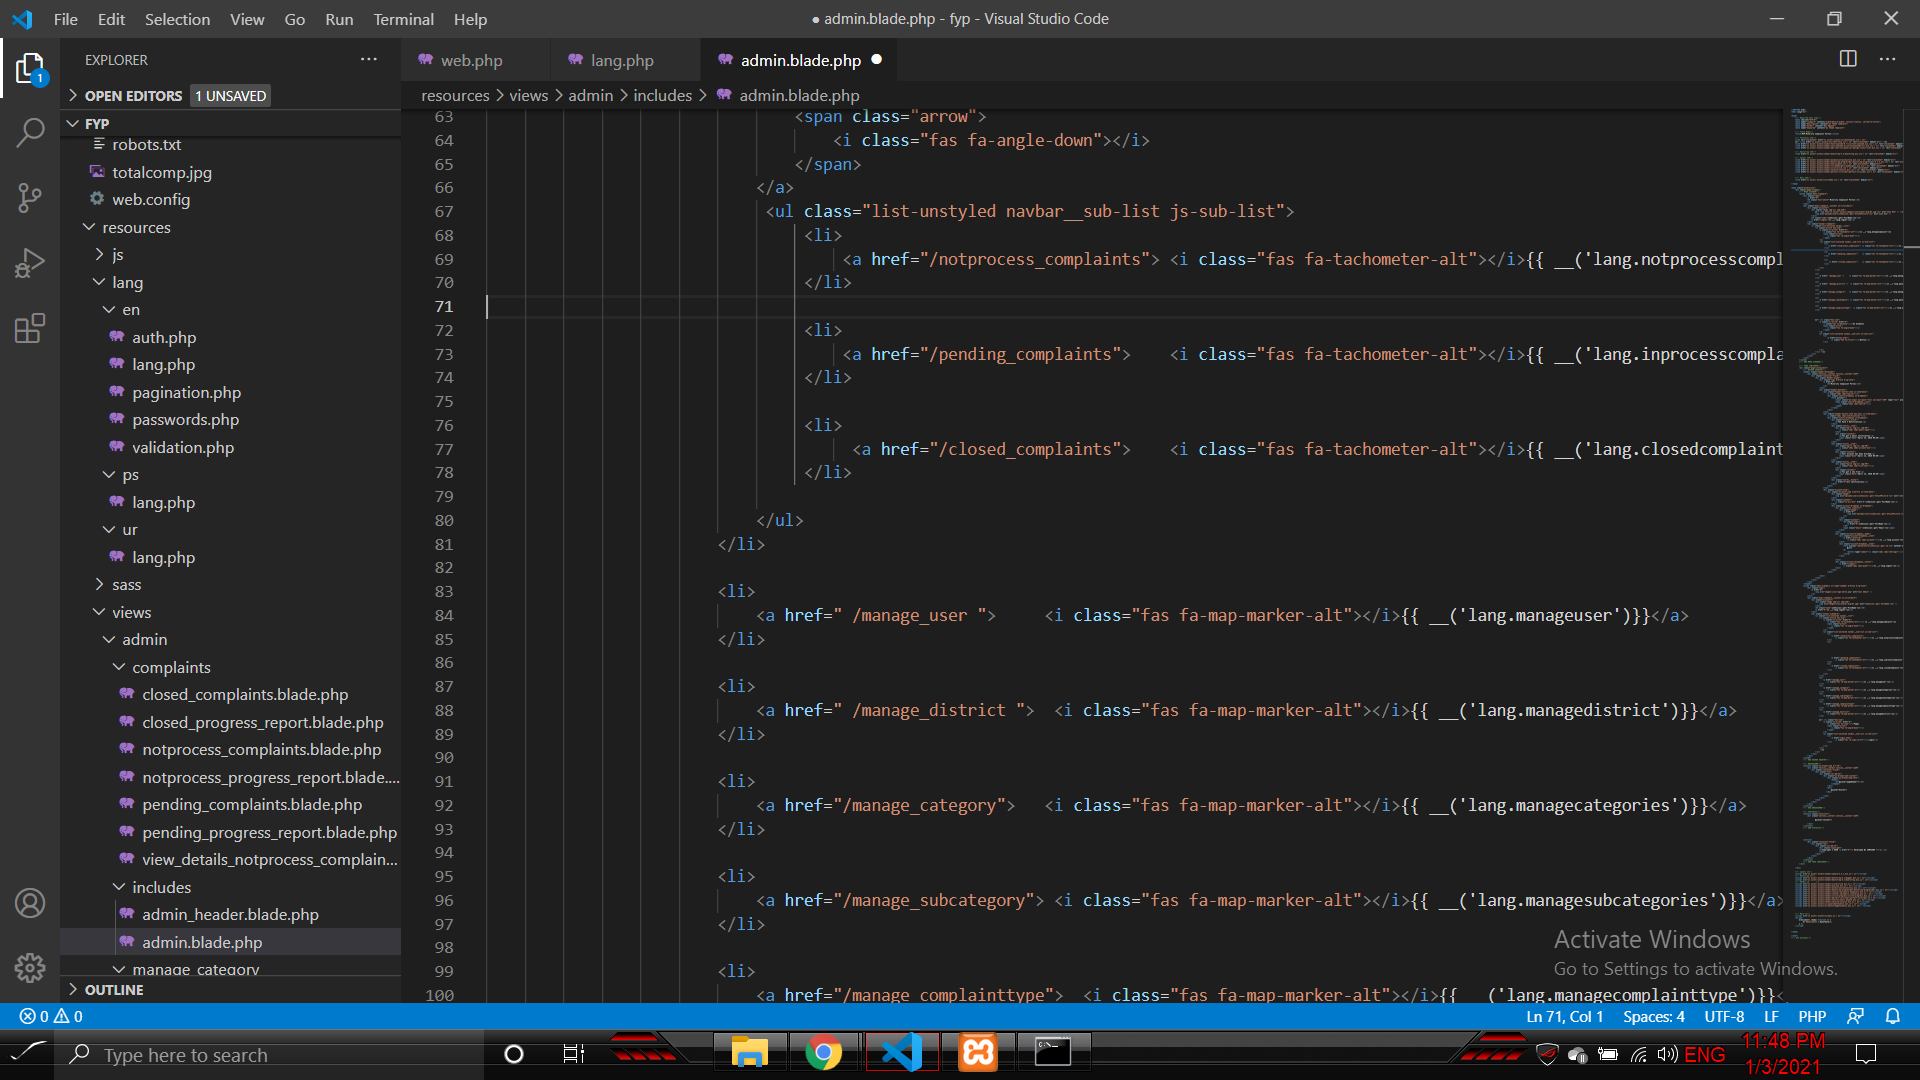 File Edit Selection View Go Run Terminal Help
● admin.blade.php - fyp - Visual Studio Code
EXPLORER
web.php
lang.php
admin.blade.php
OPEN EDITORS 1 UNSAVED
resources > views > admin > includes > admin.blade.php
FYP
robots.txt
totalcomp.jpg
web.config
resources
js
lang
en
auth.php
lang.php
pagination.php
passwords.php
validation.php
ps
lang.php
ur
lang.php
sass
views
admin
complaints
closed_complaints.blade.php
closed_progress_report.blade.php
notprocess_complaints.blade.php
notprocess_progress_report.blade....
pending_complaints.blade.php
pending_progress_report.blade.php
view_details_notprocess_complain...
includes
admin_header.blade.php
admin.blade.php
manage_category
OUTLINE
1
63 <span class="arrow">
64 <i class="fas fa-angle-down"></i>
65 </span>
66 </a>
67 <ul class="list-unstyled navbar__sub-list js-sub-list">
68 <li>
69 <a href="/notprocess_complaints"> <i class="fas fa-tachometer-alt"></i>{{ __('lang.notprocesscompl
70 </li>
71
72 <li>
73 <a href="/pending_complaints"> <i class="fas fa-tachometer-alt"></i>{{ __('lang.inprocesscompla
74 </li>
75
76 <li>
77 <a href="/closed_complaints"> <i class="fas fa-tachometer-alt"></i>{{ __('lang.closedcomplaint
78 </li>
79
80 </ul>
81 </li>
82
83 <li>
84 <a href=" /manage_user "> <i class="fas fa-map-marker-alt"></i>{{ __('lang.manageuser')}}</a>
85 </li>
86
87 <li>
88 <a href=" /manage_district "> <i class="fas fa-map-marker-alt"></i>{{ __('lang.managedistrict')}}</a>
89 </li>
90
91 <li>
92 <a href="/manage_category"> <i class="fas fa-map-marker-alt"></i>{{ __('lang.managecategories')}}</a>
93 </li>
94
95 <li>
96 <a href="/manage_subcategory"> <i class="fas fa-map-marker-alt"></i>{{ __('lang.managesubcategories')}}</a>
97 </li>
98
99 <li>
100 <a href="/manage_complainttype"> <i class="fas fa-map-marker-alt"></i>{{ __('lang.managecomplainttype')}}<
Activate Windows
Go to Settings to activate Windows.
0 0
Ln 71, Col 1 Spaces: 4 UTF-8 LF PHP
Type here to search
ENG
11:48 PM
1/3/2021